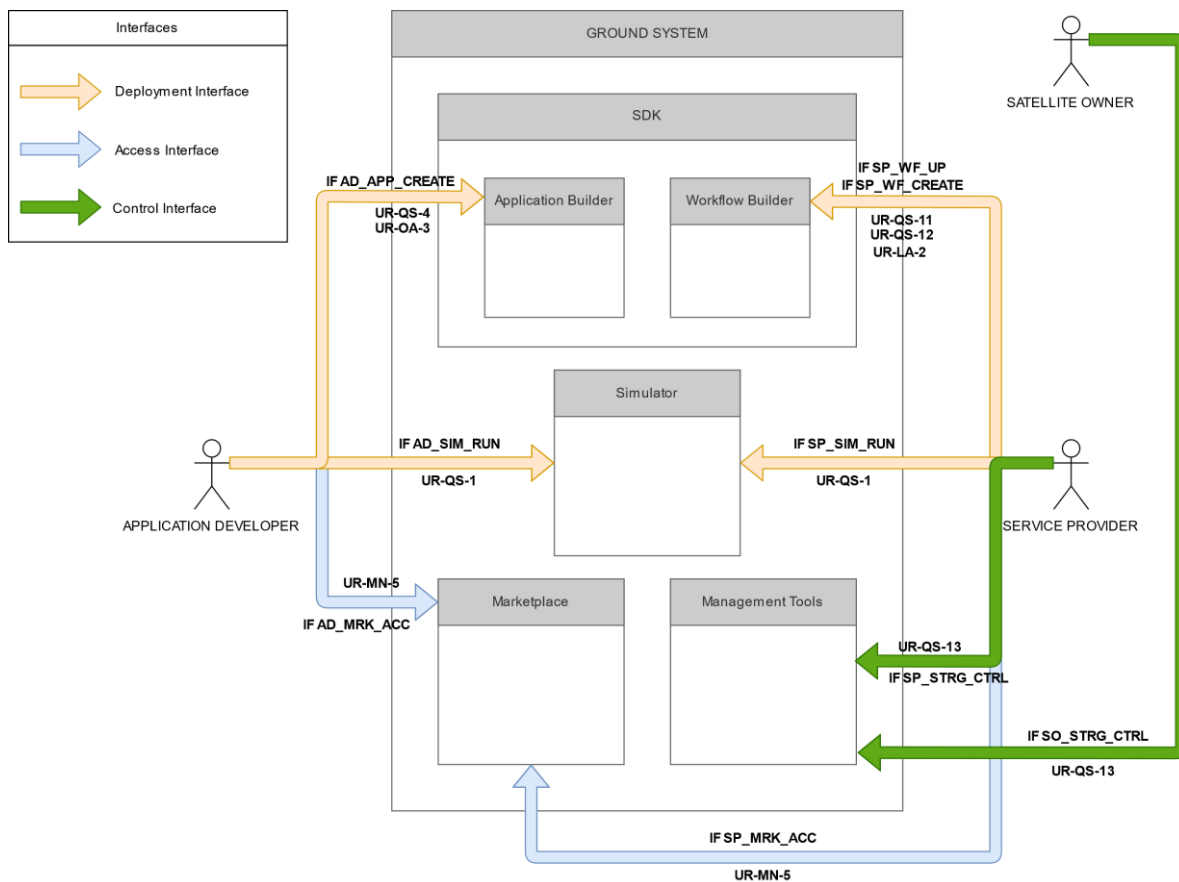 Interfaces
Deployment Interface
Access Interface
Control Interface
GROUND SYSTEM
SDK
SATELLITE OWNER
IF AD_APP_CREATE
UR-QS-4
UR-OA-3
Application Builder
Workflow Builder
IF SP_WF_UP
IF SP_WF_CREATE
UR-QS-11
UR-QS-12
UR-LA-2
Simulator
IF AD_SIM_RUN
UR-QS-1
IF SP_SIM_RUN
UR-QS-1
APPLICATION DEVELOPER
SERVICE PROVIDER
UR-MN-5
IF AD_MRK_ACC
Marketplace
Management Tools
UR-QS-13
IF SP_STRG_CTRL
IF SO_STRG_CTRL
UR-QS-13
IF SP_MRK_ACC
UR-MN-5